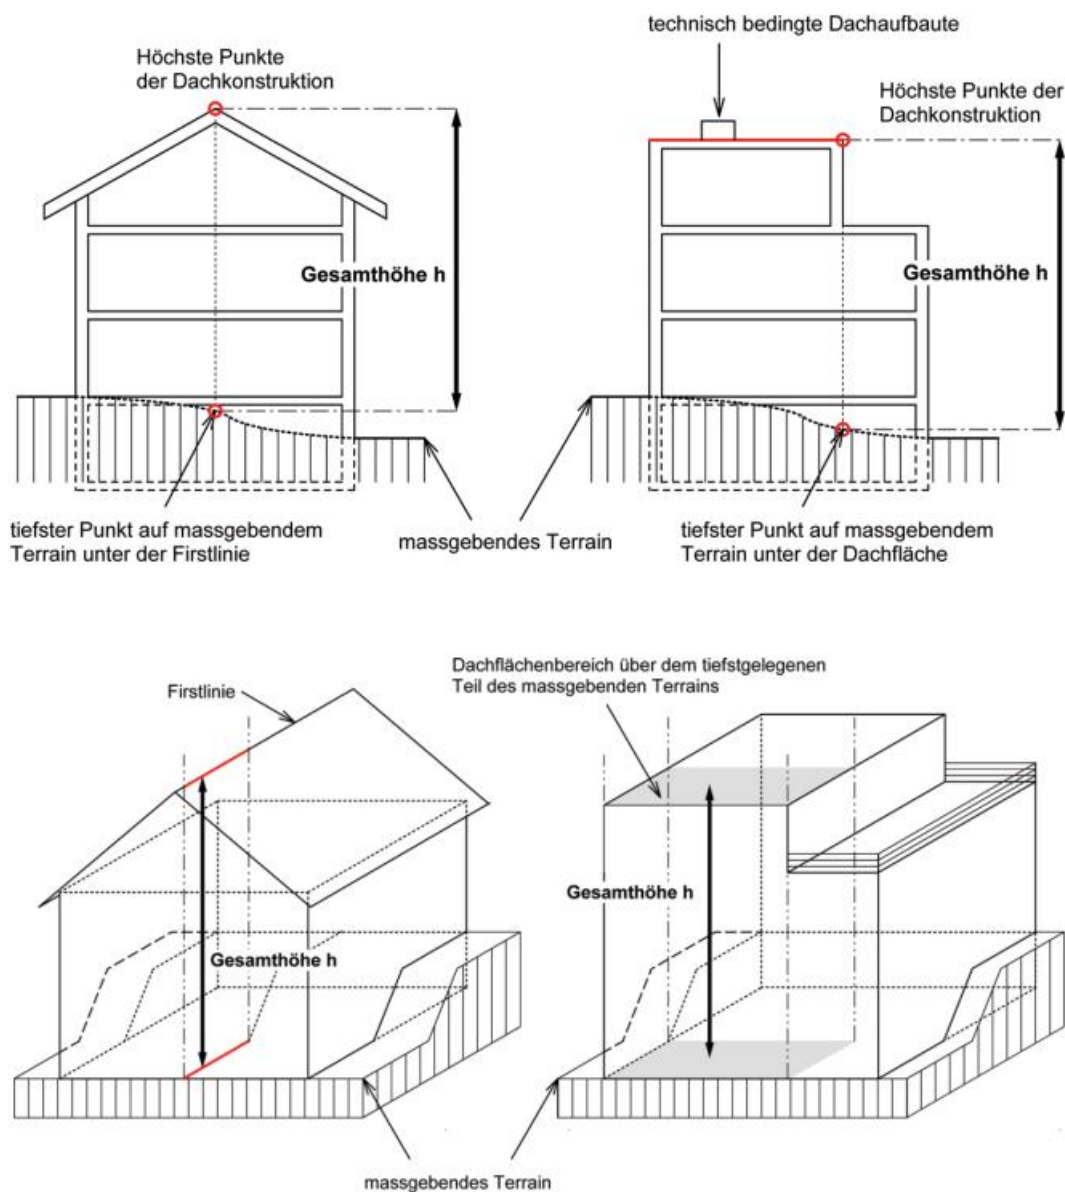 technisch bedingte Dachaufbaute
Höchste Punkte
der Dachkonstruktion
Höchste Punkte der
Dachkonstruktion
Gesamthöhe h
Gesamthöhe h
tiefster Punkt auf massgebendem
Terrain unter der Firstlinie
massgebendes Terrain
tiefster Punkt auf massgebendem
Terrain unter der Dachfläche
Dachflächenbereich über dem tiefstgelegenen
Teil des massgebenden Terrains
Firstlinie
Gesamthöhe h
Gesamthöhe h
massgebendes Terrain